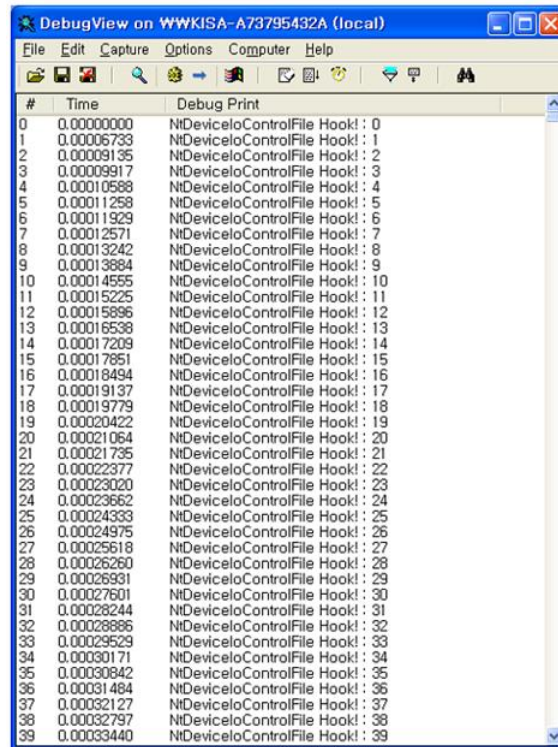 DebugView on ₩₩KISA-A73795432A (local)
File Edit Capture Options Computer Help
# Time Debug Print
0 0.00000000 NtDeviceIoControlFile Hook! : 0
1 0.00006733 NtDeviceIoControlFile Hook! : 1
2 0.00009135 NtDeviceIoControlFile Hook! : 2
3 0.00009917 NtDeviceIoControlFile Hook! : 3
4 0.00010588 NtDeviceIoControlFile Hook! : 4
5 0.00011258 NtDeviceIoControlFile Hook! : 5
6 0.00011929 NtDeviceIoControlFile Hook! : 6
7 0.00012571 NtDeviceIoControlFile Hook! : 7
8 0.00013242 NtDeviceIoControlFile Hook! : 8
9 0.00013884 NtDeviceIoControlFile Hook! : 9
10 0.00014555 NtDeviceIoControlFile Hook! : 10
11 0.00015225 NtDeviceIoControlFile Hook! : 11
12 0.00015896 NtDeviceIoControlFile Hook! : 12
13 0.00016538 NtDeviceIoControlFile Hook! : 13
14 0.00017209 NtDeviceIoControlFile Hook! : 14
15 0.00017851 NtDeviceIoControlFile Hook! : 15
16 0.00018494 NtDeviceIoControlFile Hook! : 16
17 0.00019137 NtDeviceIoControlFile Hook! : 17
18 0.00019779 NtDeviceIoControlFile Hook! : 18
19 0.00020422 NtDeviceIoControlFile Hook! : 19
20 0.00021064 NtDeviceIoControlFile Hook! : 20
21 0.00021735 NtDeviceIoControlFile Hook! : 21
22 0.00022377 NtDeviceIoControlFile Hook! : 22
23 0.00023020 NtDeviceIoControlFile Hook! : 23
24 0.00023662 NtDeviceIoControlFile Hook! : 24
25 0.00024333 NtDeviceIoControlFile Hook! : 25
26 0.00024975 NtDeviceIoControlFile Hook! : 26
27 0.00025618 NtDeviceIoControlFile Hook! : 27
28 0.00026260 NtDeviceIoControlFile Hook! : 28
29 0.00026931 NtDeviceIoControlFile Hook! : 29
30 0.00027601 NtDeviceIoControlFile Hook! : 30
31 0.00028244 NtDeviceIoControlFile Hook! : 31
32 0.00028886 NtDeviceIoControlFile Hook! : 32
33 0.00029529 NtDeviceIoControlFile Hook! : 33
34 0.00030171 NtDeviceIoControlFile Hook! : 34
35 0.00030842 NtDeviceIoControlFile Hook! : 35
36 0.00031484 NtDeviceIoControlFile Hook! : 36
37 0.00032127 NtDeviceIoControlFile Hook! : 37
38 0.00032797 NtDeviceIoControlFile Hook! : 38
39 0.00033440 NtDeviceIoControlFile Hook! : 39